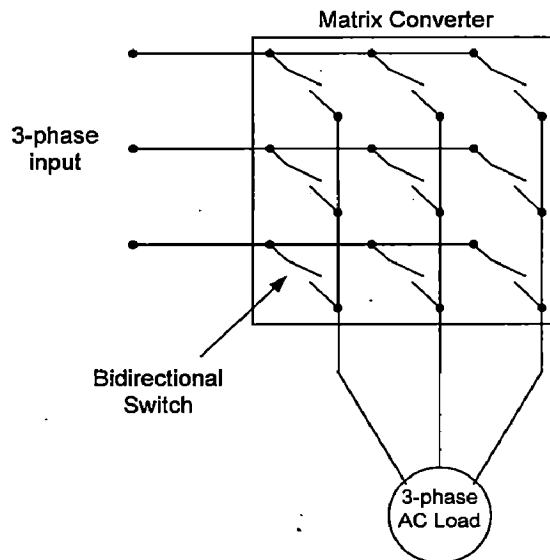 Matrix Converter
3-phase
input
Bidirectional
Switch
3-phase
AC Load